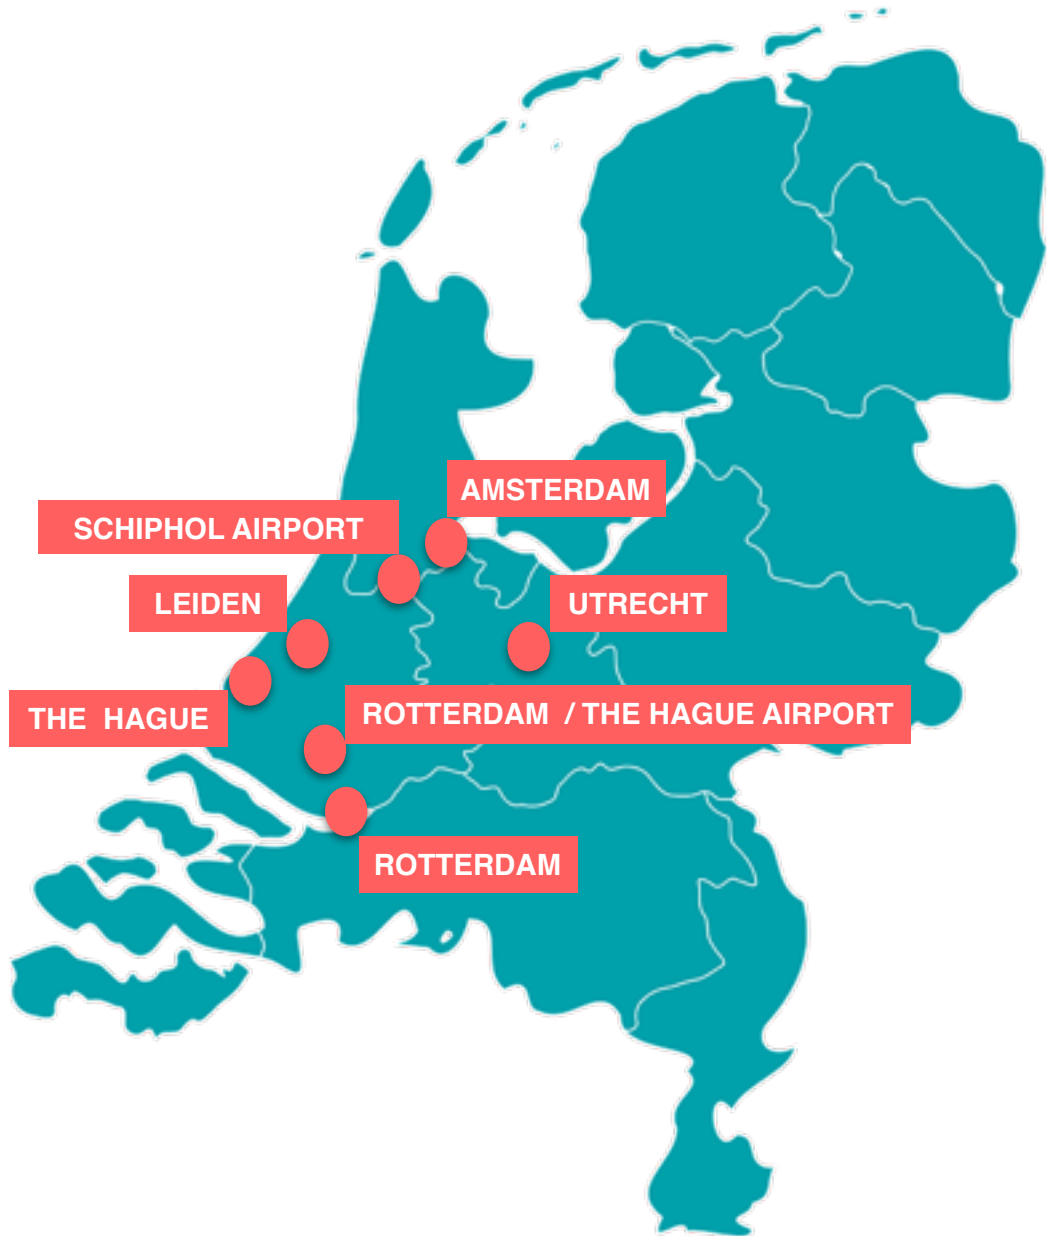 AMSTERDAM
SCHIPHOL AIRPORT
LEIDEN
UTRECHT
THE HAGUE
ROTTERDAM / THE HAGUE AIRPORT
ROTTERDAM